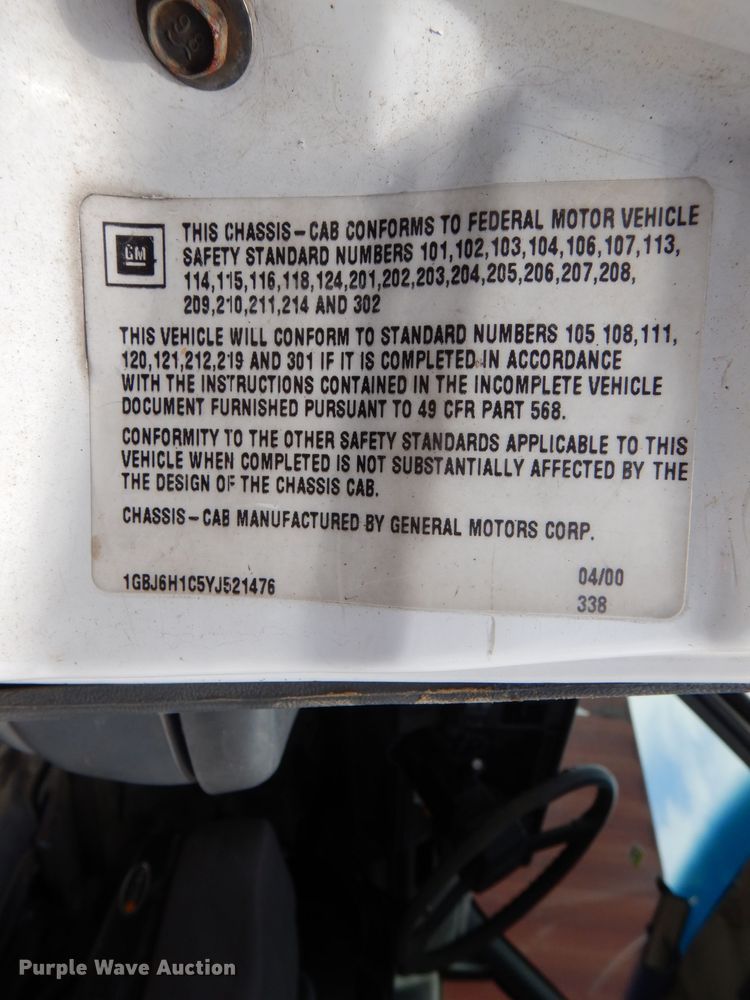 GM
THIS CHASSIS-CAB CONFORMS TO FEDERAL MOTOR VEHICLE
SAFETY STANDARD NUMBERS 101,102,103,104,106,107,113,
114,115,116,118,124,201,202,203,204,205,206,207,208,
209,210,211,214 AND 302
THIS VEHICLE WILL CONFORM TO STANDARD NUMBERS 105 108,111,
120,121,212,219 AND 301 IF IT IS COMPLETED IN ACCORDANCE
WITH THE INSTRUCTIONS CONTAINED IN THE INCOMPLETE VEHICLE
DOCUMENT FURNISHED PURSUANT TO 49 CFR PART 568.
CONFORMITY TO THE OTHER SAFETY STANDARDS APPLICABLE TO THIS
VEHICLE WHEN COMPLETED IS NOT SUBSTANTIALLY AFFECTED BY THE
THE DESIGN OF THE CHASSIS CAB.
CHASSIS-CAB MANUFACTURED BY GENERAL MOTORS CORP.
1GBJ6H1C5YJ521476
04/00
338
Purple Wave Auction